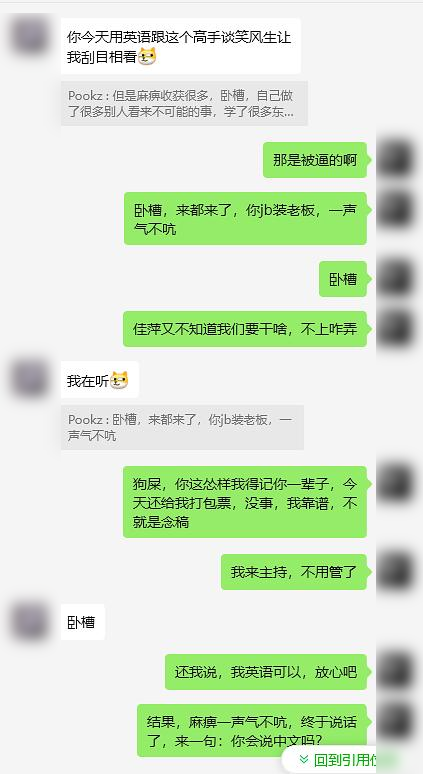 你今天用英语跟这个高手谈笑风生让
我刮目相看
Pookz : 但是麻痹收获很多，卧槽，自己做
了很多别人看来不可能的事，学了很多东...
那是被逼的啊
卧槽，来都来了，你jb装老板，一声
气不吭
卧槽
佳萍又不知道我们要干啥，不上咋弄
我在听
Pookz : 卧槽，来都来了，你jb装老板，一
声气不吭
狗屎，你这怂样我得记你一辈子，今
天还给我打包票，没事，我靠谱，不
就是念稿
我来主持，不用管了
卧槽
还我说，我英语可以，放心吧
结果，麻痹一声气不吭，终于说话
了，来一句：你会说中文吗？
回到引用